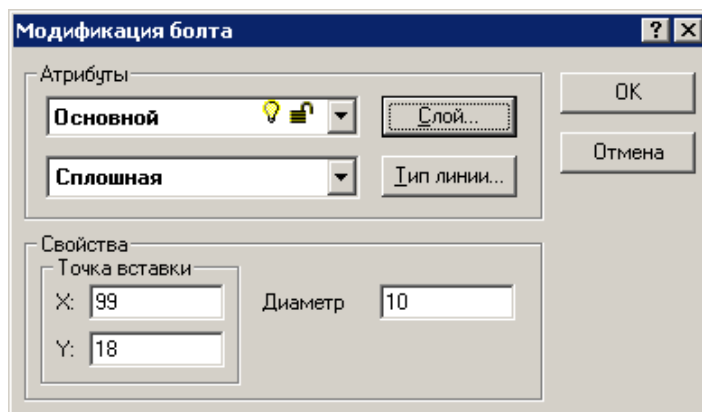 Модификация болта
Атрибуты
Основной
Слой...
OK
Сплошная
Тип линии...
Отмена
Свойства
Точка вставки
X: 99
Диаметр 10
Y: 18